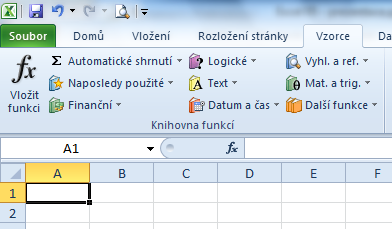 Soubor Domů Vložení Rozložení stránky Vzorce Da
fx Vložit funkci
Σ Automatické shrnutí
Naposledy použité
Finanční
Logické
Text
Datum a čas
Vyhl. a ref.
Mat. a trig.
Další funkce
Knihovna funkcí
A1 fx
A B C D E F
1
2